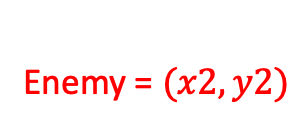 Enemy = (x2, y2)